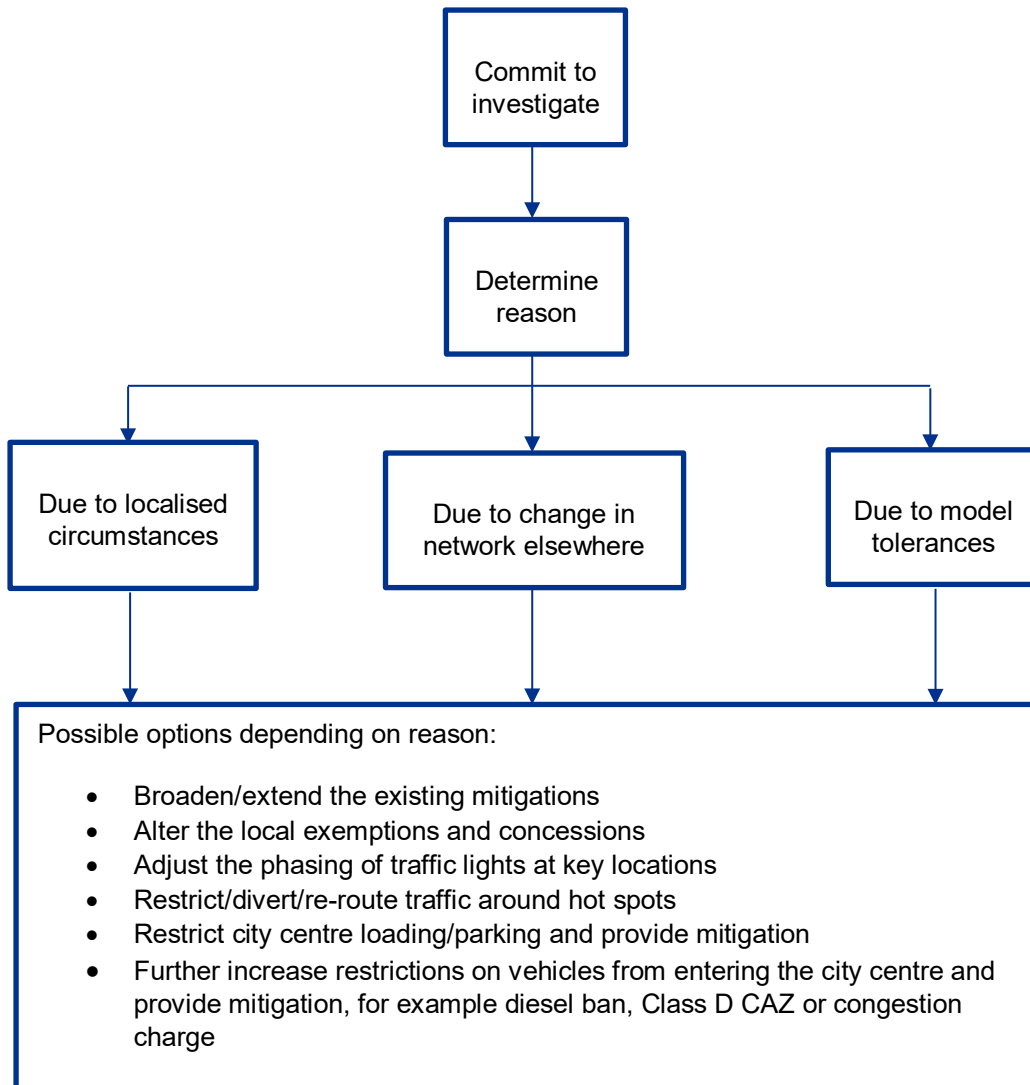 Commit to
investigate
Determine
reason
Due to localised
circumstances
Due to change in
network elsewhere
Due to model
tolerances
Possible options depending on reason:
• Broaden/extend the existing mitigations
• Alter the local exemptions and concessions
• Adjust the phasing of traffic lights at key locations
• Restrict/divert/re-route traffic around hot spots
• Restrict city centre loading/parking and provide mitigation
• Further increase restrictions on vehicles from entering the city centre and
provide mitigation, for example diesel ban, Class D CAZ or congestion
charge